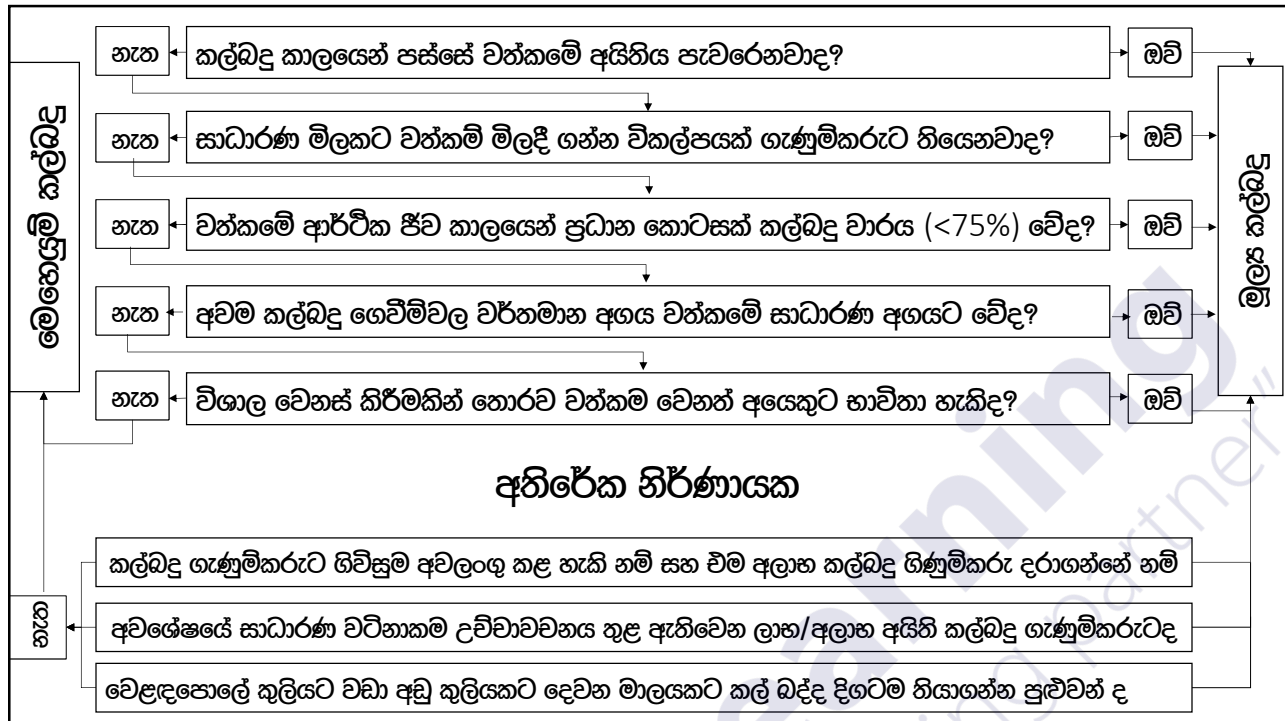 නැත
කල්බදු කාලයෙන් පස්සේ වත්කමේ අයිතිය පැවරෙනවාද?
ඔව්
නැත
සාධාරණ මිලකට වත්කම් මිලදී ගන්න විකල්පයක් ගැණුම්කරුට තියෙනවාද?
ඔව්
නැත
වත්කමේ ආර්ථික ජීව කාලයෙන් ප්‍රධාන කොටසක් කල්බදු වාරය (<75%) වේද?
ඔව්
නැත
අවම කල්බදු ගෙවීම්වල වර්තමාන අගය වත්කමේ සාධාරණ අගයට වේද?
ඔව්
නැත
විශාල වෙනස් කිරීමකින් තොරව වත්කම වෙනත් අයෙකුට භාවිතා හැකිද?
ඔව්
මෙහෙයුම් කල්බදු
මූල්‍ය කල්බදු
අතිරේක නිර්ණායක
කල්බදු ගැණුම්කරුට ගිවිසුම අවලංගු කළ හැකි නම් සහ එම අලාභ කල්බදු ගිණුම්කරු දරාගන්නේ නම්
නැත
අවශේෂයේ සාධාරණ වටිනාකම උච්චාවචනය තුළ ඇතිවෙන ලාභ/අලාභ අයිති කල්බදු ගැණුම්කරුටද
වෙළඳපොලේ කුලියට වඩා අඩු කුලියකට දෙවන මාලයකට කල් බද්ද දිගටම තියාගන්න පුළුවන් ද
earning
ng partner"